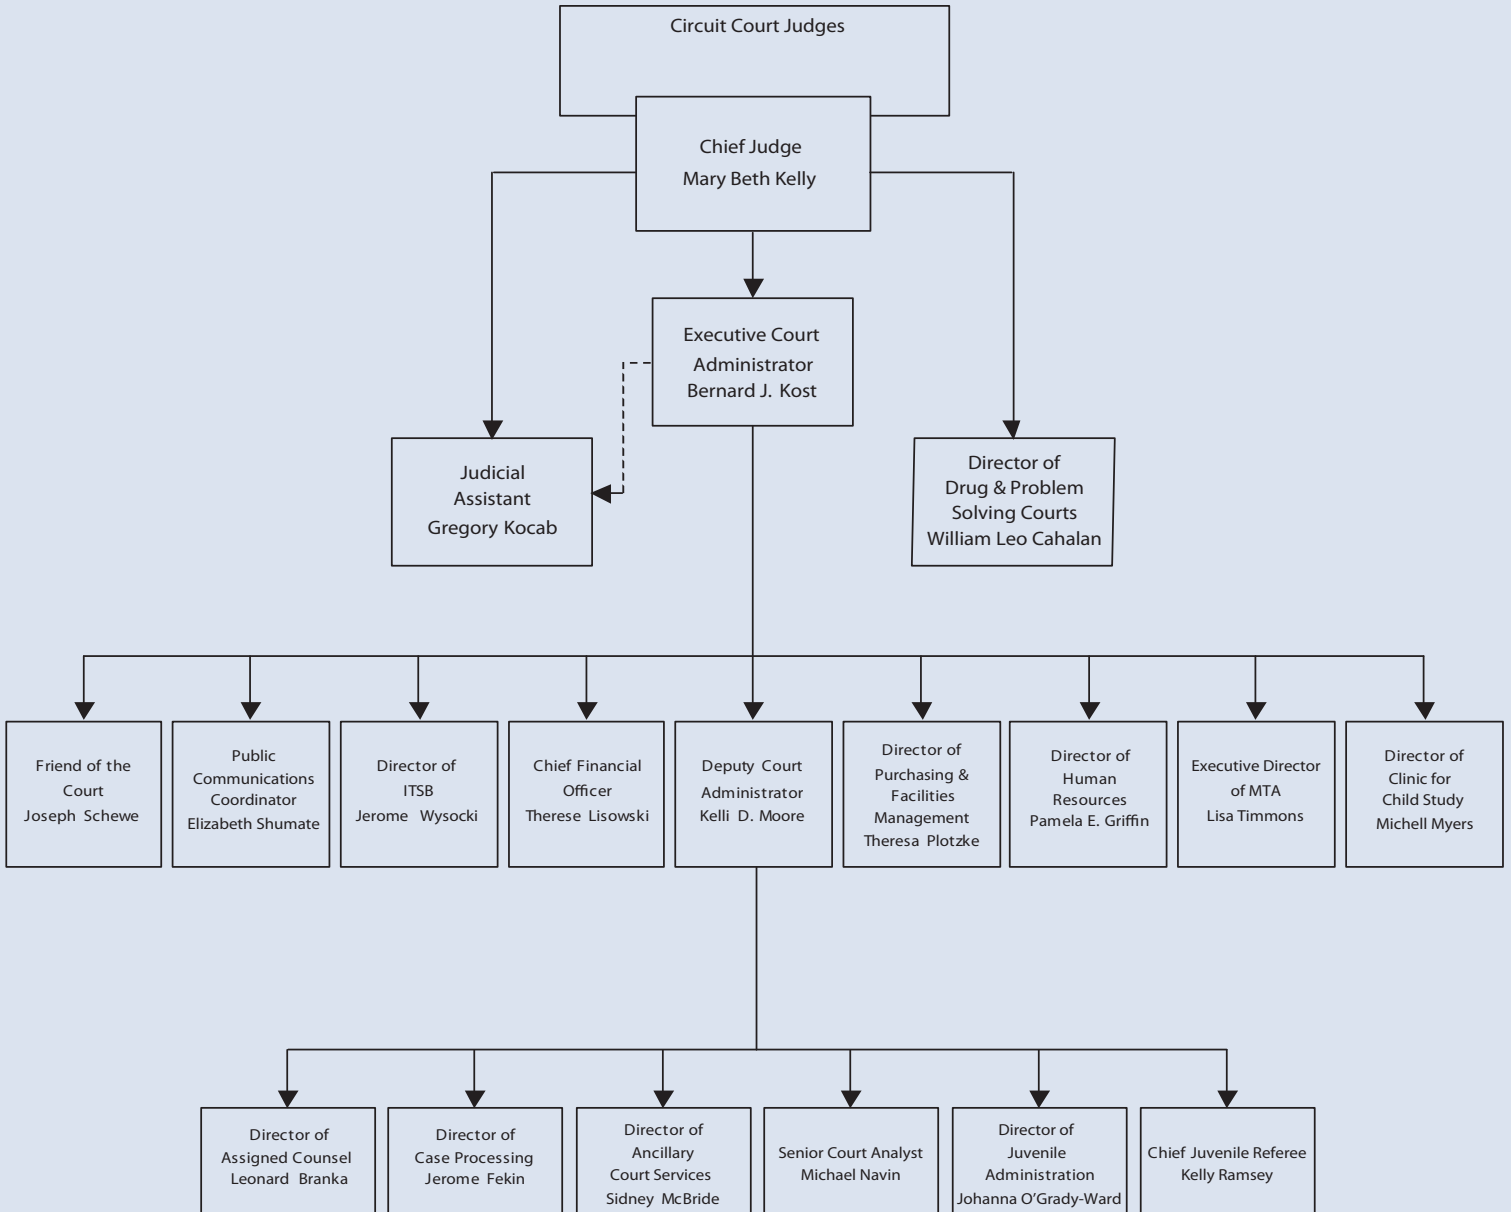 Circuit Court Judges
Chief Judge
Mary Beth Kelly
Executive Court
Administrator
Bernard J. Kost
Judicial
Assistant
Gregory Kocab
Director of
Drug & Problem
Solving Courts
William Leo Cahalan
Friend of the
Court
Joseph Schewe
Public
Communications
Coordinator
Elizabeth Shumate
Director of
ITSB
Jerome Wysocki
Chief Financial
Officer
Therese Lisowski
Deputy Court
Administrator
Kelli D. Moore
Director of
Purchasing &
Facilities
Management
Theresa Plotzke
Director of
Human
Resources
Pamela E. Griffin
Executive Director
of MTA
Lisa Timmons
Director of
Clinic for
Child Study
Michell Myers
Director of
Assigned Counsel
Leonard Branka
Director of
Case Processing
Jerome Fekin
Director of
Ancillary
Court Services
Sidney McBride
Senior Court Analyst
Michael Navin
Director of
Juvenile
Administration
Johanna O'Grady-Ward
Chief Juvenile Referee
Kelly Ramsey